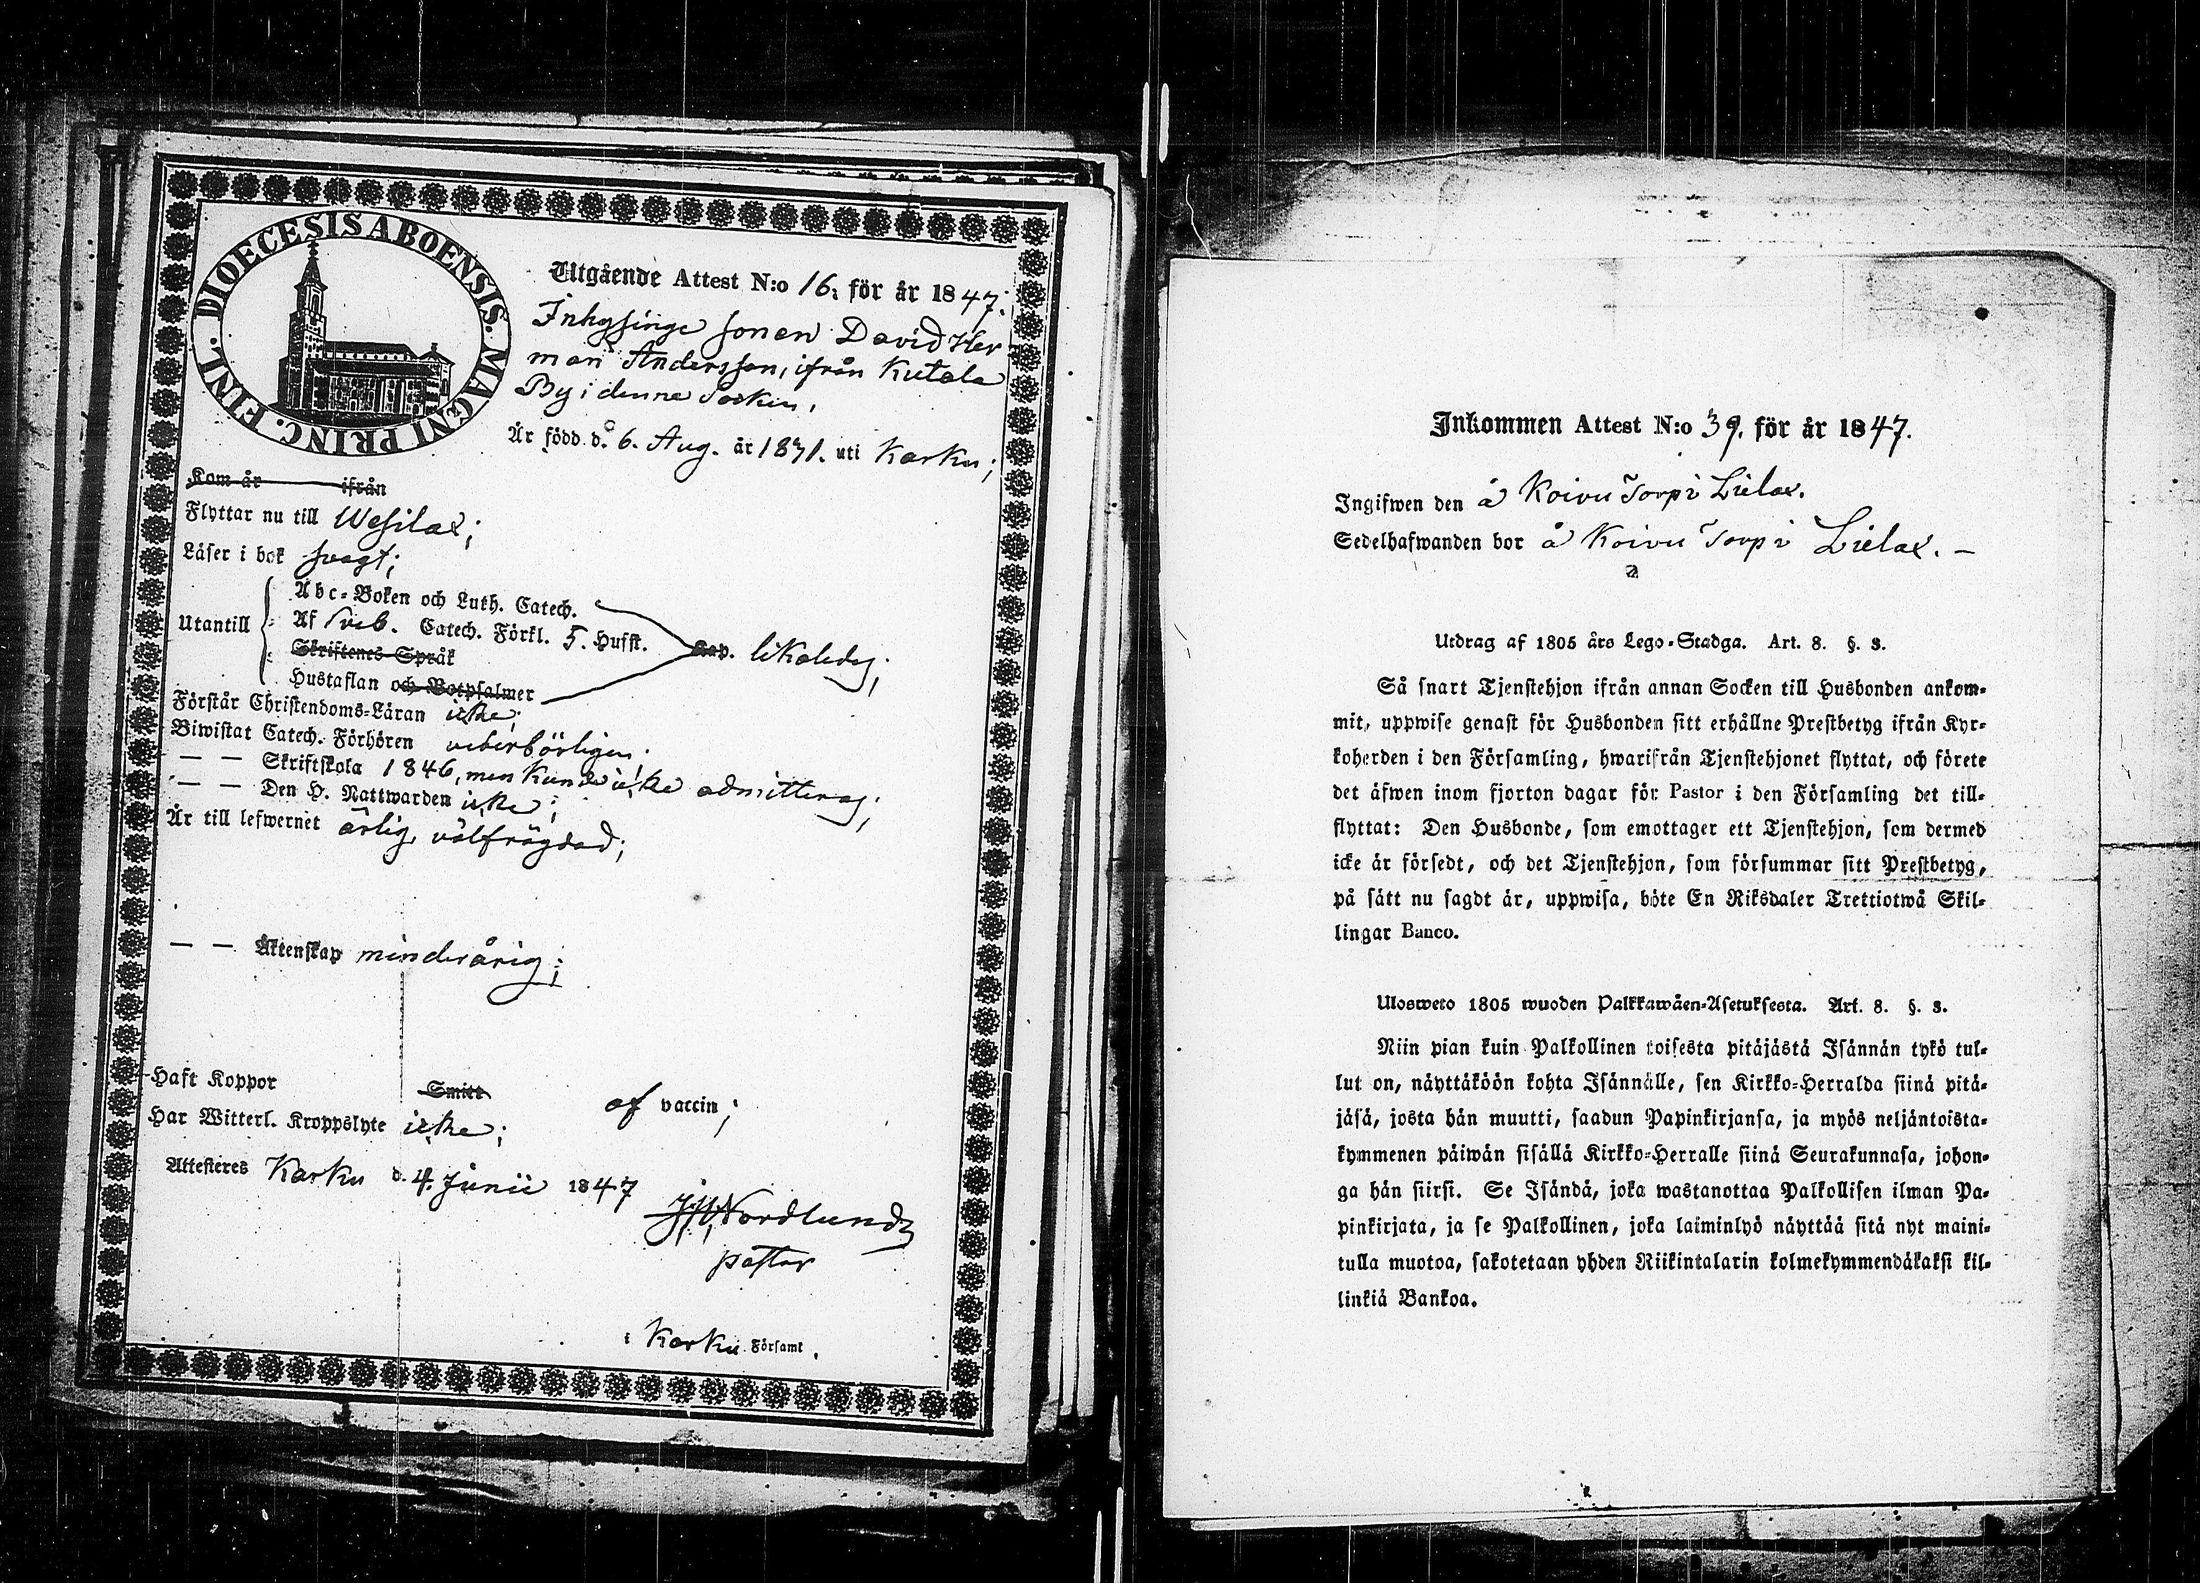 DIOECESIS ABOENSIS. MAGNI PRINC. FINL.
Utgående Attest N:o 16. för år 1847.
Inhysinge sonen David Her-
man Andersson, ifrån Kutala
By i denne Socken,
Är född d. 6. Aug. år 1831. uti Karku;
Kom år ifrån
Flyttar nu till Wesilax;
Läser i bok svagt;
Utantill
Abc-Boken och Luth. Catech.
Af Sveb. Catech. Förkl. 5. Hufst.
Skriftenes Språk
Hustaflan och Botpsalmer
Kap. likaledes;
Förstår Christendoms-Läran icke;
Biwistat Catech. Förhören veberbörligen;
— — Skriftskola 1846, men kunde icke admitteras;
— — Den H. Nattwarden icke;
Är till lefwernet ärlig, välfrägdad;
— — Äktenskap minderårig;
Haft Koppor Smitt af vaccin;
Har Witterl. Kroppslyte icke;
Attesteres Karku d. 4. Junii 1847
Nordlund
pastor
i Karku Församl.
Inkommen Attest N:o 39. för år 1847.
Ingifwen den å Koivu Torp i Lielax.
Sedelhafwanden bor å Koivu Torp i Lielax. —
Utdrag af 1805 års Lego-Stadga. Art. 8. §. 3.
Så snart Tjenstehjon ifrån annan Socken till Husbonden ankom-
mit, uppwise genast för Husbonden sitt erhållne Prestbetyg ifrån Kyr-
koherden i den Församling, hwarifrån Tjenstehjonet flyttat, och förete
det äfwen inom fjorton dagar för Pastor i den Församling det till-
flyttat: Den Husbonde, som emottager ett Tjenstehjon, som dermed
icke är försedt, och det Tjenstehjon, som försummar sitt Prestbetyg,
på sätt nu sagdt är, uppwisa, böte En Riksdaler Trettiotwå Skil-
lingar Banco.
Ulosweto 1805 wuoden Palkkawäen-Asetuksesta. Art. 8. §. 3.
Niin pian kuin Palkollinen toisesta pitäjästä Isännän tykö tul-
lut on, näyttäköön kohta Isännälle, sen Kirkko-Herralda siinä pitä-
jäsä, josta hän muutti, saadun Papinkirjansa, ja myös neljäntoista-
kymmenen päiwän sisällä Kirkko-Herralle siinä Seurakunnasa, johon-
ga hän siirsi. Se Isändä, joka wastanottaa Palkollisen ilman Pa-
pinkirjata, ja se Palkollinen, joka laiminlyö näyttää sitä nyt maini-
tulla muotoa, sakotetaan yhden Riikintalarin kolmekymmendäkaksi kil-
linkiä Bankoa.